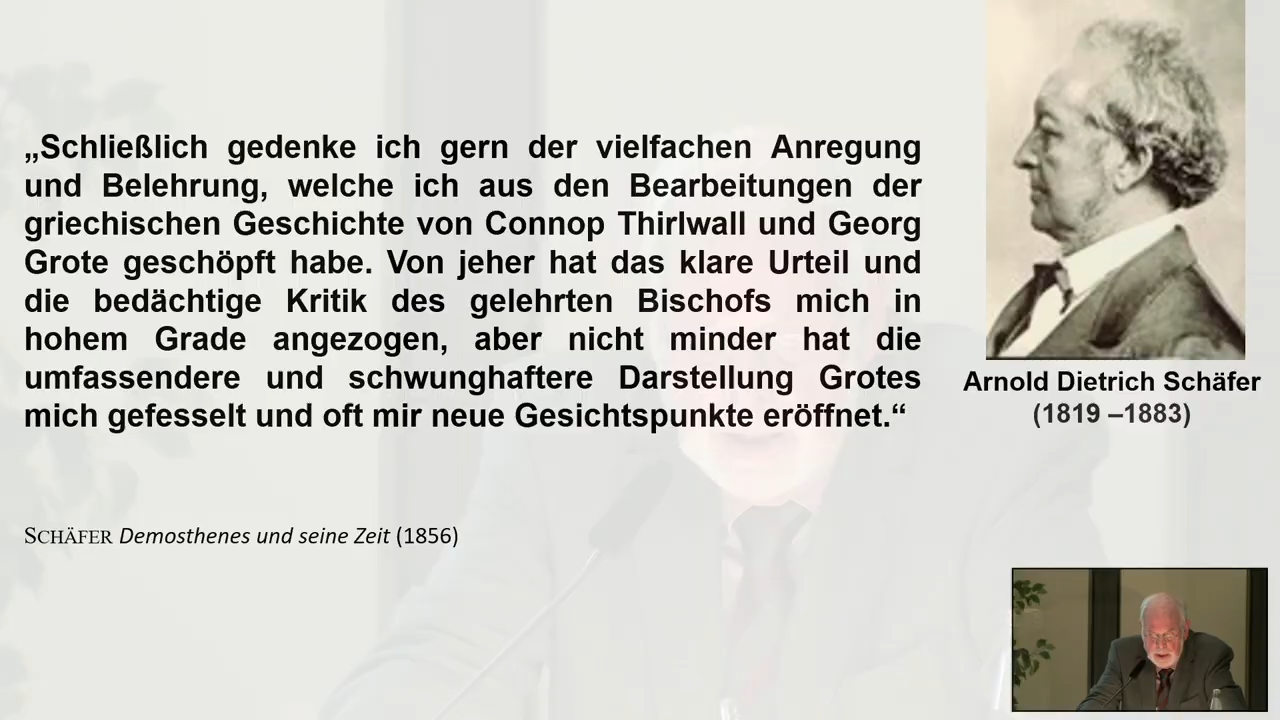 „Schließlich gedenke ich gern der vielfachen Anregung
und Belehrung, welche ich aus den Bearbeitungen der
griechischen Geschichte von Connop Thirlwall und Georg
Grote geschöpft habe. Von jeher hat das klare Urteil und
die bedächtige Kritik des gelehrten Bischofs mich in
hohem Grade angezogen, aber nicht minder hat die
umfassendere und schwunghaftere Darstellung Grotes
mich gefesselt und oft mir neue Gesichtspunkte eröffnet.“
SCHÄFER Demosthenes und seine Zeit (1856)
Arnold Dietrich Schäfer
(1819 –1883)